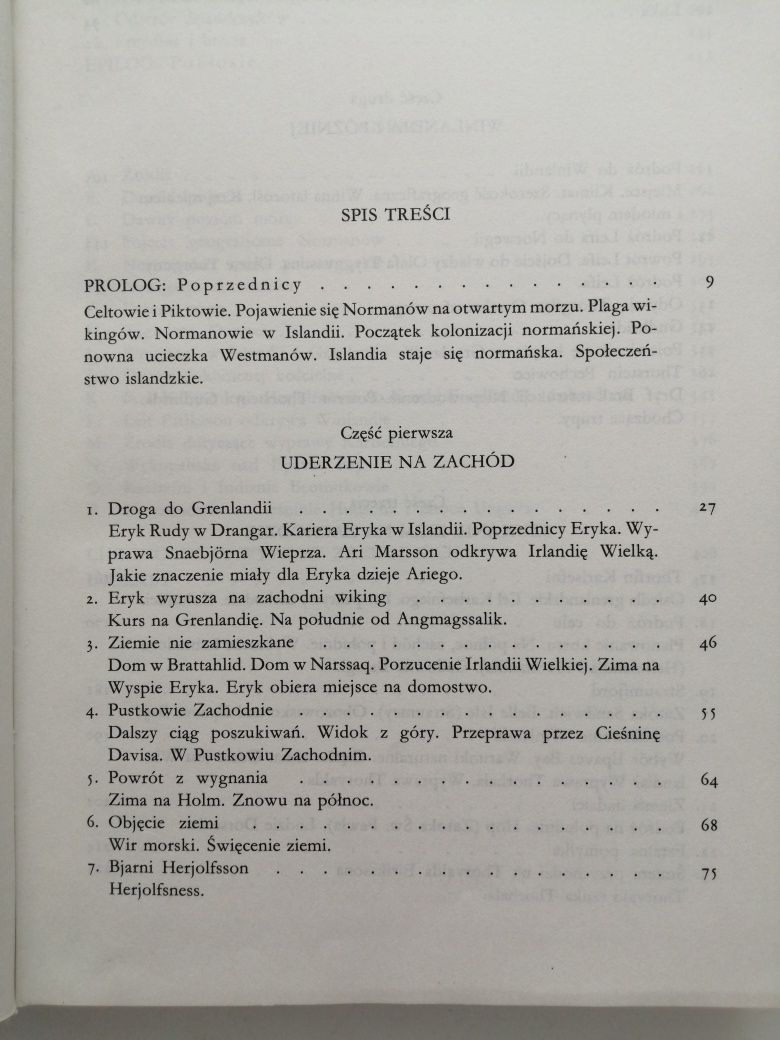 SPIS TREŚCI
PROLOG: Poprzednicy . . . . . . . . . . . . . . . 9
Celtowie i Piktowie. Pojawienie się Normanów na otwartym morzu. Plaga wi-
kingów. Normanowie w Islandii. Początek kolonizacji normańskiej. Po-
nowna ucieczka Westmanów. Islandia staje się normańska. Społeczeń-
stwo islandzkie.
Część pierwsza
UDERZENIE NA ZACHÓD
1. Droga do Grenlandii . . . . . . . . . . . . . . . 27
Eryk Rudy w Drangar. Kariera Eryka w Islandii. Poprzednicy Eryka. Wy-
prawa Snaebjörna Wieprza. Ari Marsson odkrywa Irlandię Wielką.
Jakie znaczenie miały dla Eryka dzieje Ariego.
2. Eryk wyrusza na zachodni wiking . . . . . . . . . . 40
Kurs na Grenlandię. Na południe od Angmagssalik.
3. Ziemie nie zamieszkane . . . . . . . . . . . . . . 46
Dom w Brattahlid. Dom w Narssaq. Porzucenie Irlandii Wielkiej. Zima na
Wyspie Eryka. Eryk obiera miejsce na domostwo.
4. Pustkowie Zachodnie . . . . . . . . . . . . . . . 55
Dalszy ciąg poszukiwań. Widok z góry. Przeprawa przez Cieśninę
Davisa. W Pustkowiu Zachodnim.
5. Powrót z wygnania . . . . . . . . . . . . . . . 64
Zima na Holm. Znowu na północ.
6. Objęcie ziemi . . . . . . . . . . . . . . . . . 68
Wir morski. Święcenie ziemi.
7. Bjarni Herjolfsson . . . . . . . . . . . . . . . . 75
Herjolfsness.